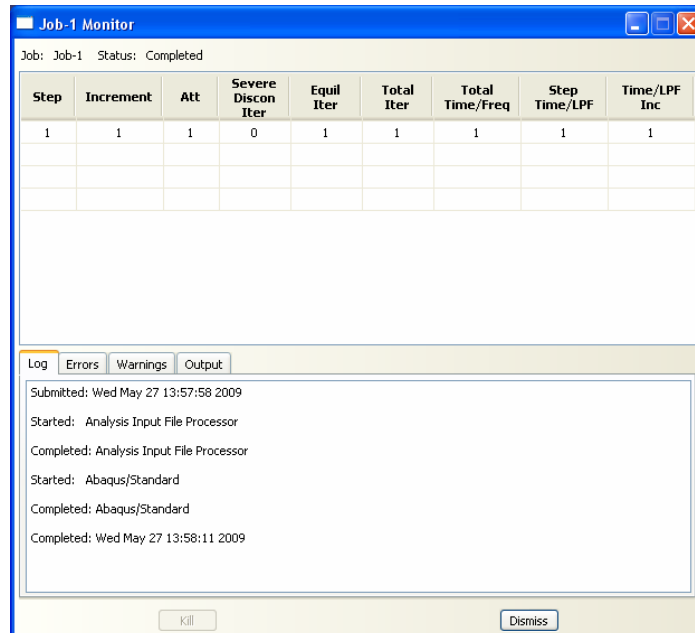 Job-1 Monitor
Job: Job-1 Status: Completed
Step Increment Att Severe Discon Iter Equil Iter Total Iter Total Time/Freq Step Time/LPF Time/LPF Inc
1 1 1 0 1 1 1 1 1
Log Errors Warnings Output
Submitted: Wed May 27 13:57:58 2009
Started: Analysis Input File Processor
Completed: Analysis Input File Processor
Started: Abaqus/Standard
Completed: Abaqus/Standard
Completed: Wed May 27 13:58:11 2009
Kill Dismiss